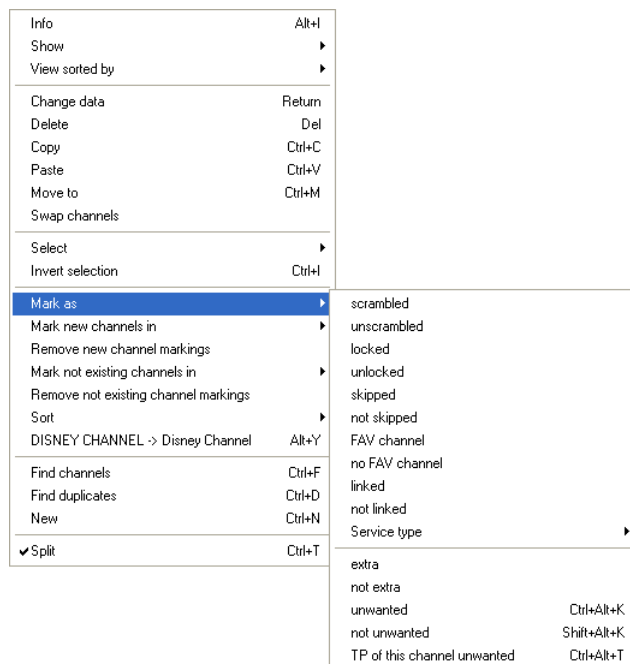 Info Alt+I
Show
View sorted by
Change data Return
Delete Del
Copy Ctrl+C
Paste Ctrl+V
Move to Ctrl+M
Swap channels
Select
Invert selection Ctrl+I
Mark as
Mark new channels in
Remove new channel markings
Mark not existing channels in
Remove not existing channel markings
Sort
DISNEY CHANNEL -> Disney Channel Alt+Y
Find channels Ctrl+F
Find duplicates Ctrl+D
New Ctrl+N
Split Ctrl+T
scrambled
unscrambled
locked
unlocked
skipped
not skipped
FAV channel
no FAV channel
linked
not linked
Service type
extra
not extra
unwanted Ctrl+Alt+K
not unwanted Shift+Alt+K
TP of this channel unwanted Ctrl+Alt+T